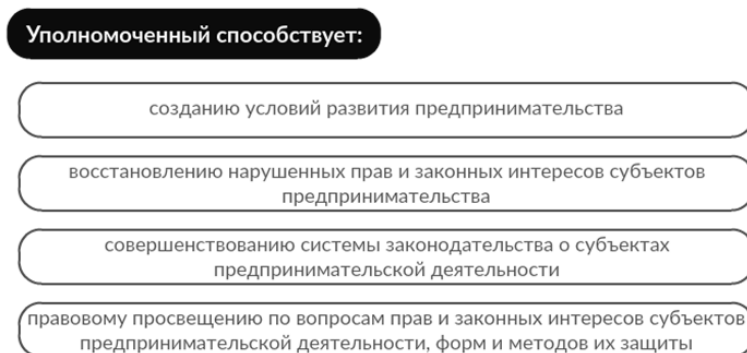 Уполномоченный способствует:
созданию условий развития предпринимательства
восстановлению нарушенных прав и законных интересов субъектов
предпринимательства
совершенствованию системы законодательства о субъектах
предпринимательской деятельности
правовому просвещению по вопросам прав и законных интересов субъектов
предпринимательской деятельности, форм и методов их защиты